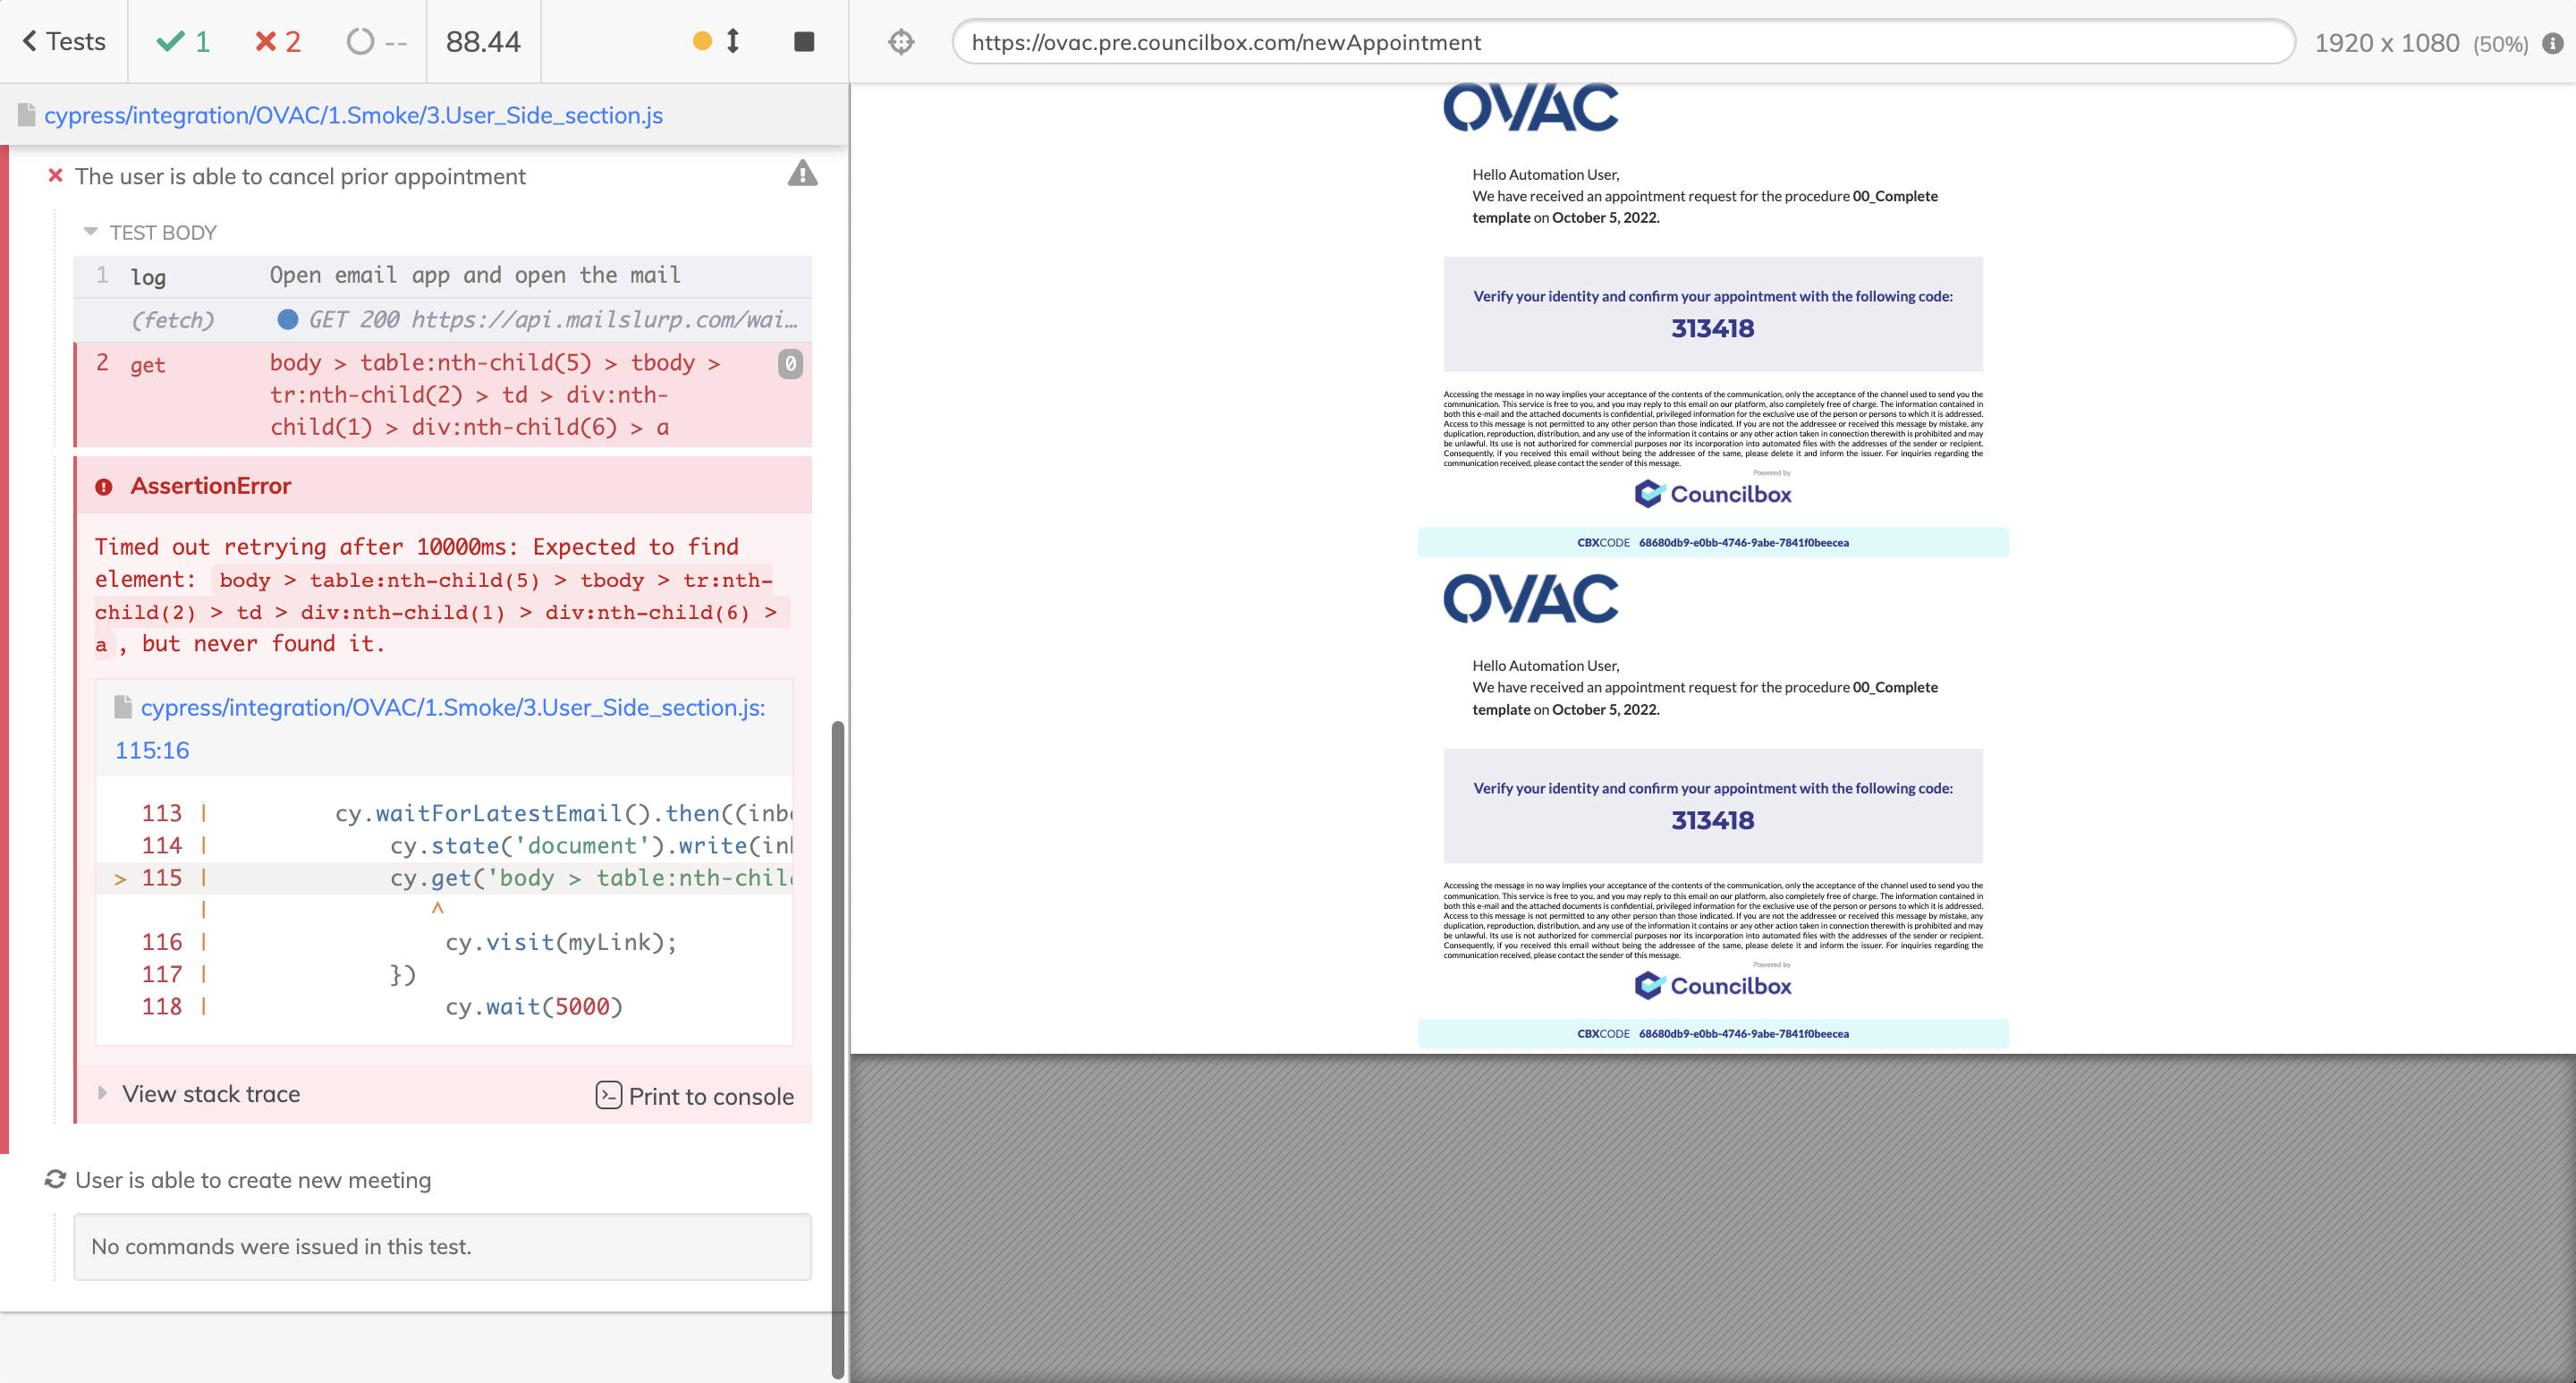 Tests
1
2
--
88.44
https://ovac.pre.councilbox.com/newAppointment
1920 x 1080 (50%)
cypress/integration/OVAC/1.Smoke/3.User_Side_section.js
The user is able to cancel prior appointment
TEST BODY
1 log Open email app and open the mail
(fetch) GET 200 https://api.mailslurp.com/wai…
2 get body > table:nth-child(5) > tbody > 0
tr:nth-child(2) > td > div:nth-
child(1) > div:nth-child(6) > a
AssertionError
Timed out retrying after 10000ms: Expected to find
element: body > table:nth-child(5) > tbody > tr:nth-
child(2) > td > div:nth-child(1) > div:nth-child(6) >
a , but never found it.
cypress/integration/OVAC/1.Smoke/3.User_Side_section.js:
115:16
113 | cy.waitForLatestEmail().then((inb
114 | cy.state('document').write(in
> 115 | cy.get('body > table:nth-chil
| ^
116 | cy.visit(myLink);
117 | })
118 | cy.wait(5000)
View stack trace
Print to console
User is able to create new meeting
No commands were issued in this test.
OVAC
Hello Automation User,
We have received an appointment request for the procedure 00_Complete
template on October 5, 2022.
Verify your identity and confirm your appointment with the following code:
313418
Accessing the message in no way implies your acceptance of the contents of the communication, only the acceptance of the channel used to send you the
communication. This service is free to you, and you may reply to this email on our platform, also completely free of charge. The information contained in
both this e-mail and the attached documents is confidential, privileged information for the exclusive use of the person or persons to which it is addressed.
Access to this message is not permitted to any other person than those indicated. If you are not the addressee or received this message by mistake, any
duplication, reproduction, distribution, and any use of the information it contains or any other action taken in connection therewith is prohibited and may
be unlawful. Its use is not authorized for commercial purposes nor its incorporation into automated files with the addresses of the sender or recipient.
Consequently, if you received this email without being the addressee of the same, please delete it and inform the issuer. For inquiries regarding the
communication received, please contact the sender of this message.
Powered by
Councilbox
CBXCODE 68680db9-e0bb-4746-9abe-7841f0beecea
OVAC
Hello Automation User,
We have received an appointment request for the procedure 00_Complete
template on October 5, 2022.
Verify your identity and confirm your appointment with the following code:
313418
Accessing the message in no way implies your acceptance of the contents of the communication, only the acceptance of the channel used to send you the
communication. This service is free to you, and you may reply to this email on our platform, also completely free of charge. The information contained in
both this e-mail and the attached documents is confidential, privileged information for the exclusive use of the person or persons to which it is addressed.
Access to this message is not permitted to any other person than those indicated. If you are not the addressee or received this message by mistake, any
duplication, reproduction, distribution, and any use of the information it contains or any other action taken in connection therewith is prohibited and may
be unlawful. Its use is not authorized for commercial purposes nor its incorporation into automated files with the addresses of the sender or recipient.
Consequently, if you received this email without being the addressee of the same, please delete it and inform the issuer. For inquiries regarding the
communication received, please contact the sender of this message.
Powered by
Councilbox
CBXCODE 68680db9-e0bb-4746-9abe-7841f0beecea